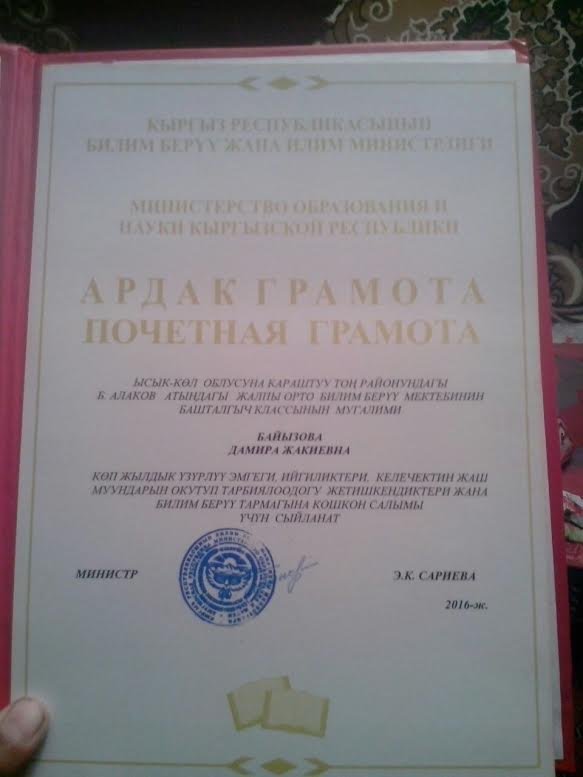 КЫРГЫЗ РЕСПУБЛИКАСЫНЫН
БИЛИМ БЕРҮҮ ЖАНА ИЛИМ МИНИСТРЛИГИ
МИНИСТЕРСТВО ОБРАЗОВАНИЯ И
НАУКИ КЫРГЫЗСКОЙ РЕСПУБЛИКИ
АРДАК ГРАМОТА
ПОЧЕТНАЯ ГРАМОТА
ЫСЫК-КӨЛ ОБЛУСУНА КАРАШТУУ ТОҢ РАЙОНУНДАГЫ
Б. АЛАКОВ АТЫНДАГЫ ЖАЛПЫ ОРТО БИЛИМ БЕРҮҮ МЕКТЕБИНИН
БАШТАЛГЫЧ КЛАССЫНЫН МУГАЛИМИ
БАЙЫЗОВА
ДАМИРА ЖАКИЕВНА
КӨП ЖЫЛДЫК ҮЗҮРЛҮҮ ЭМГЕГИ, ИЙГИЛИКТЕРИ, КЕЛЕЧЕКТИН ЖАШ
МУУНДАРЫН ОКУТУП ТАРБИЯЛООДОГУ ЖЕТИШКЕНДИКТЕРИ ЖАНА
БИЛИМ БЕРҮҮ ТАРМАГЫНА КОШКОН САЛЫМЫ
ҮЧҮН СЫЙЛАНАТ
МИНИСТР Э.К. САРИЕВА
2016-ж.